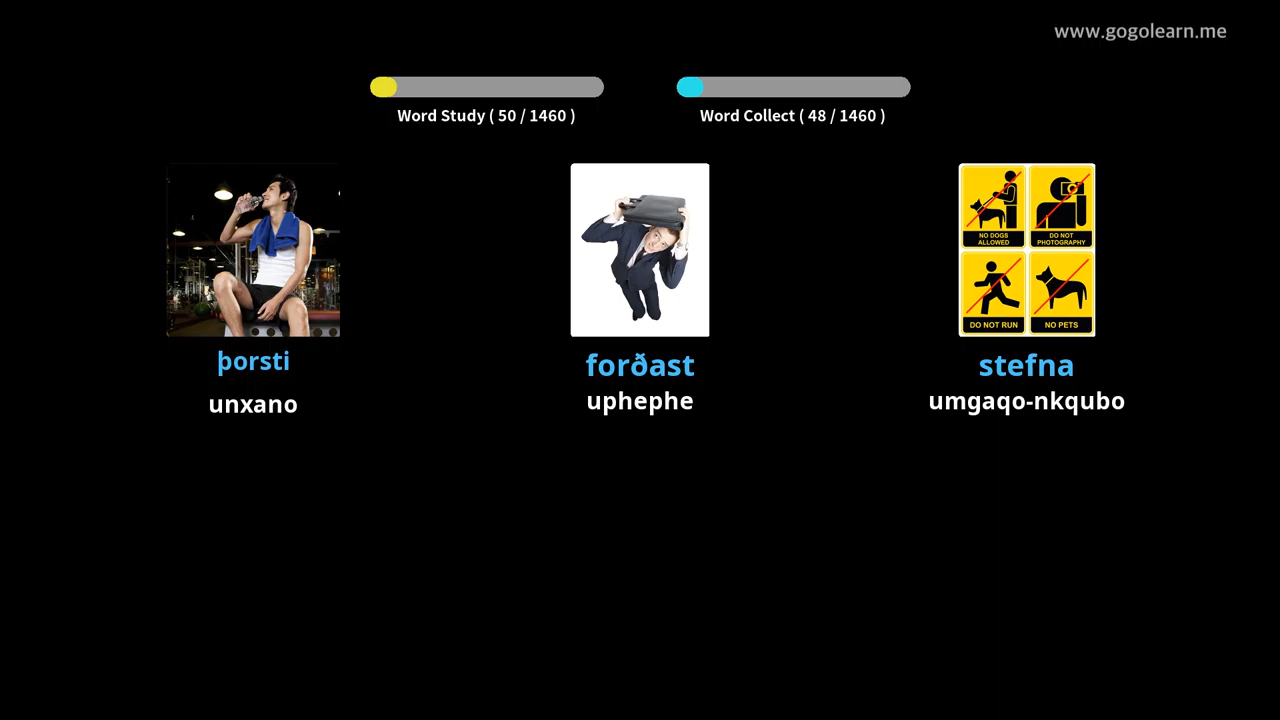 www.gogolearn.me
Word Study ( 50 / 1460 )
Word Collect ( 48 / 1460 )
NO DOGS
ALLOWED
DO NOT
PHOTOGRAPHY
DO NOT RUN
NO PETS
þorsti
forðast
stefna
unxano
uphephe
umgaqo-nkqubo